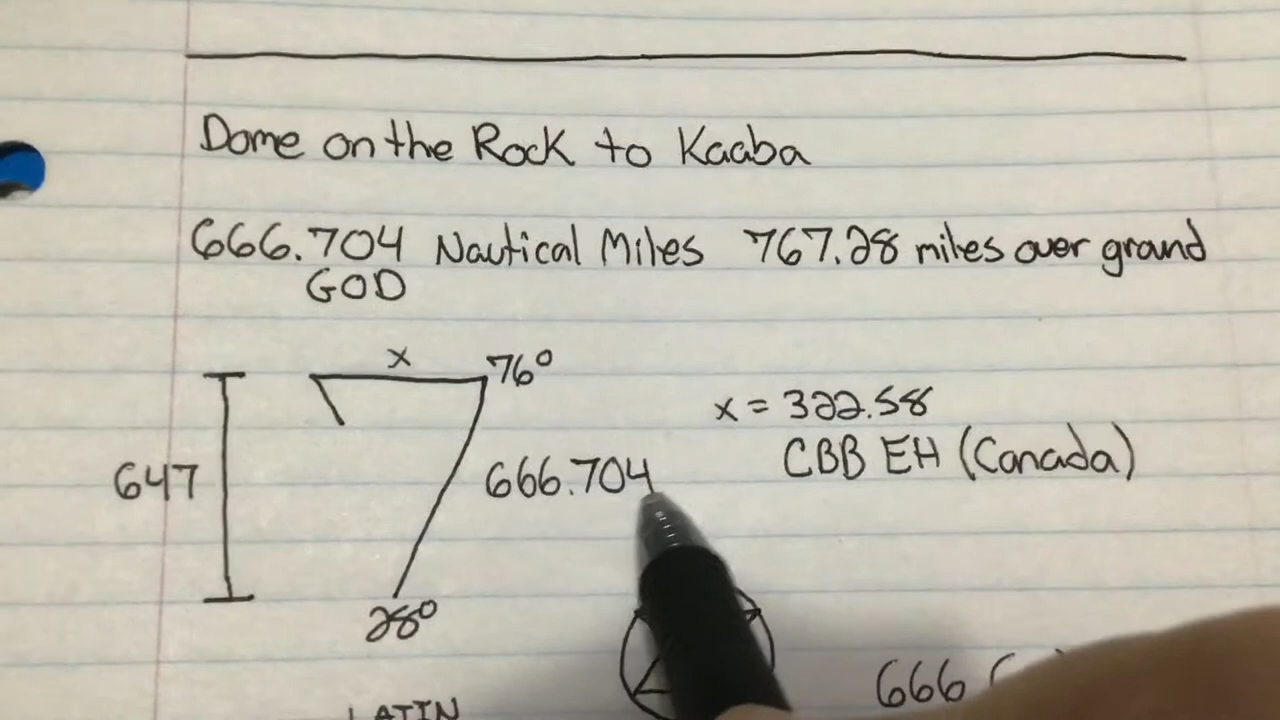 Dome on the Rock to Kaaba
666.704 Nautical Miles 767.28 miles over ground
GOD
x
76°
x = 322.58
CBB EH (Canada)
647
666.704
28°
666
LATIN